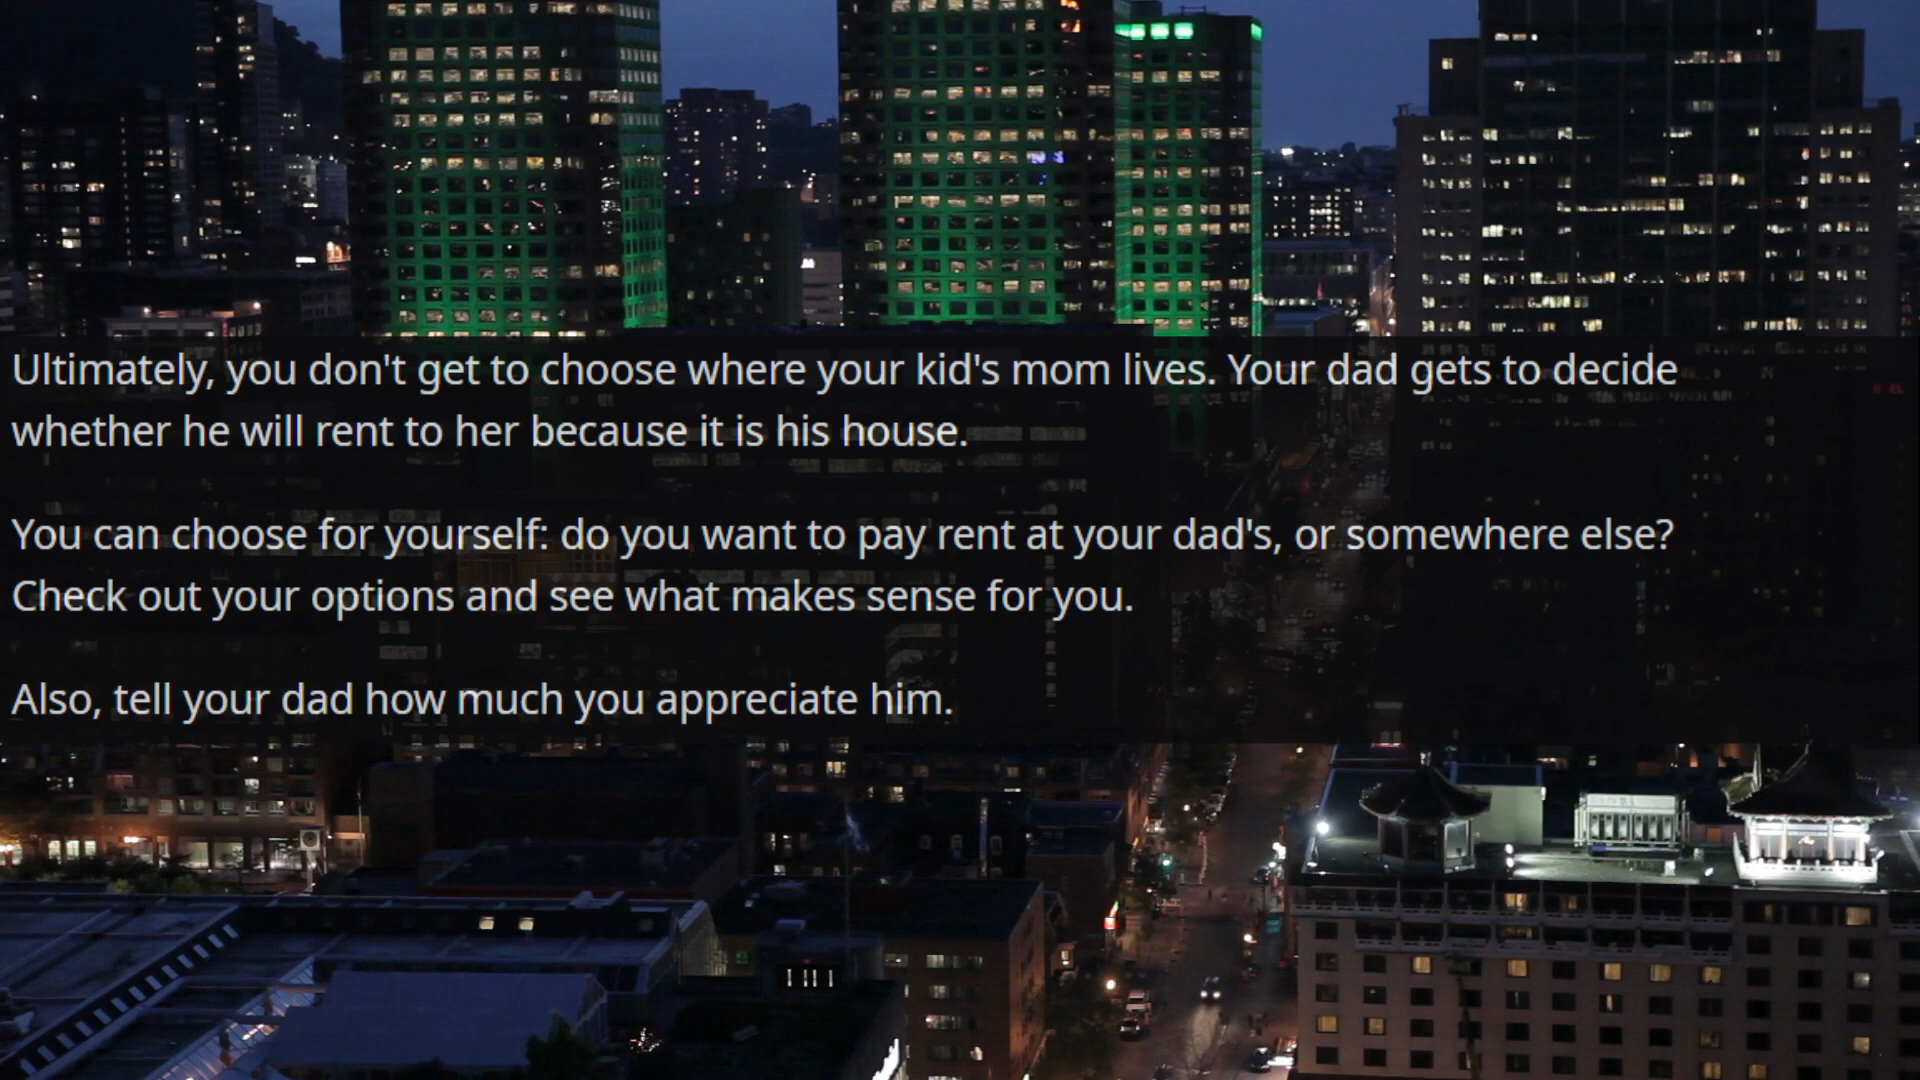 Ultimately, you don't get to choose where your kid's mom lives. Your dad gets to decide
whether he will rent to her because it is his house.
You can choose for yourself: do you want to pay rent at your dad's, or somewhere else?
Check out your options and see what makes sense for you.
Also, tell your dad how much you appreciate him.